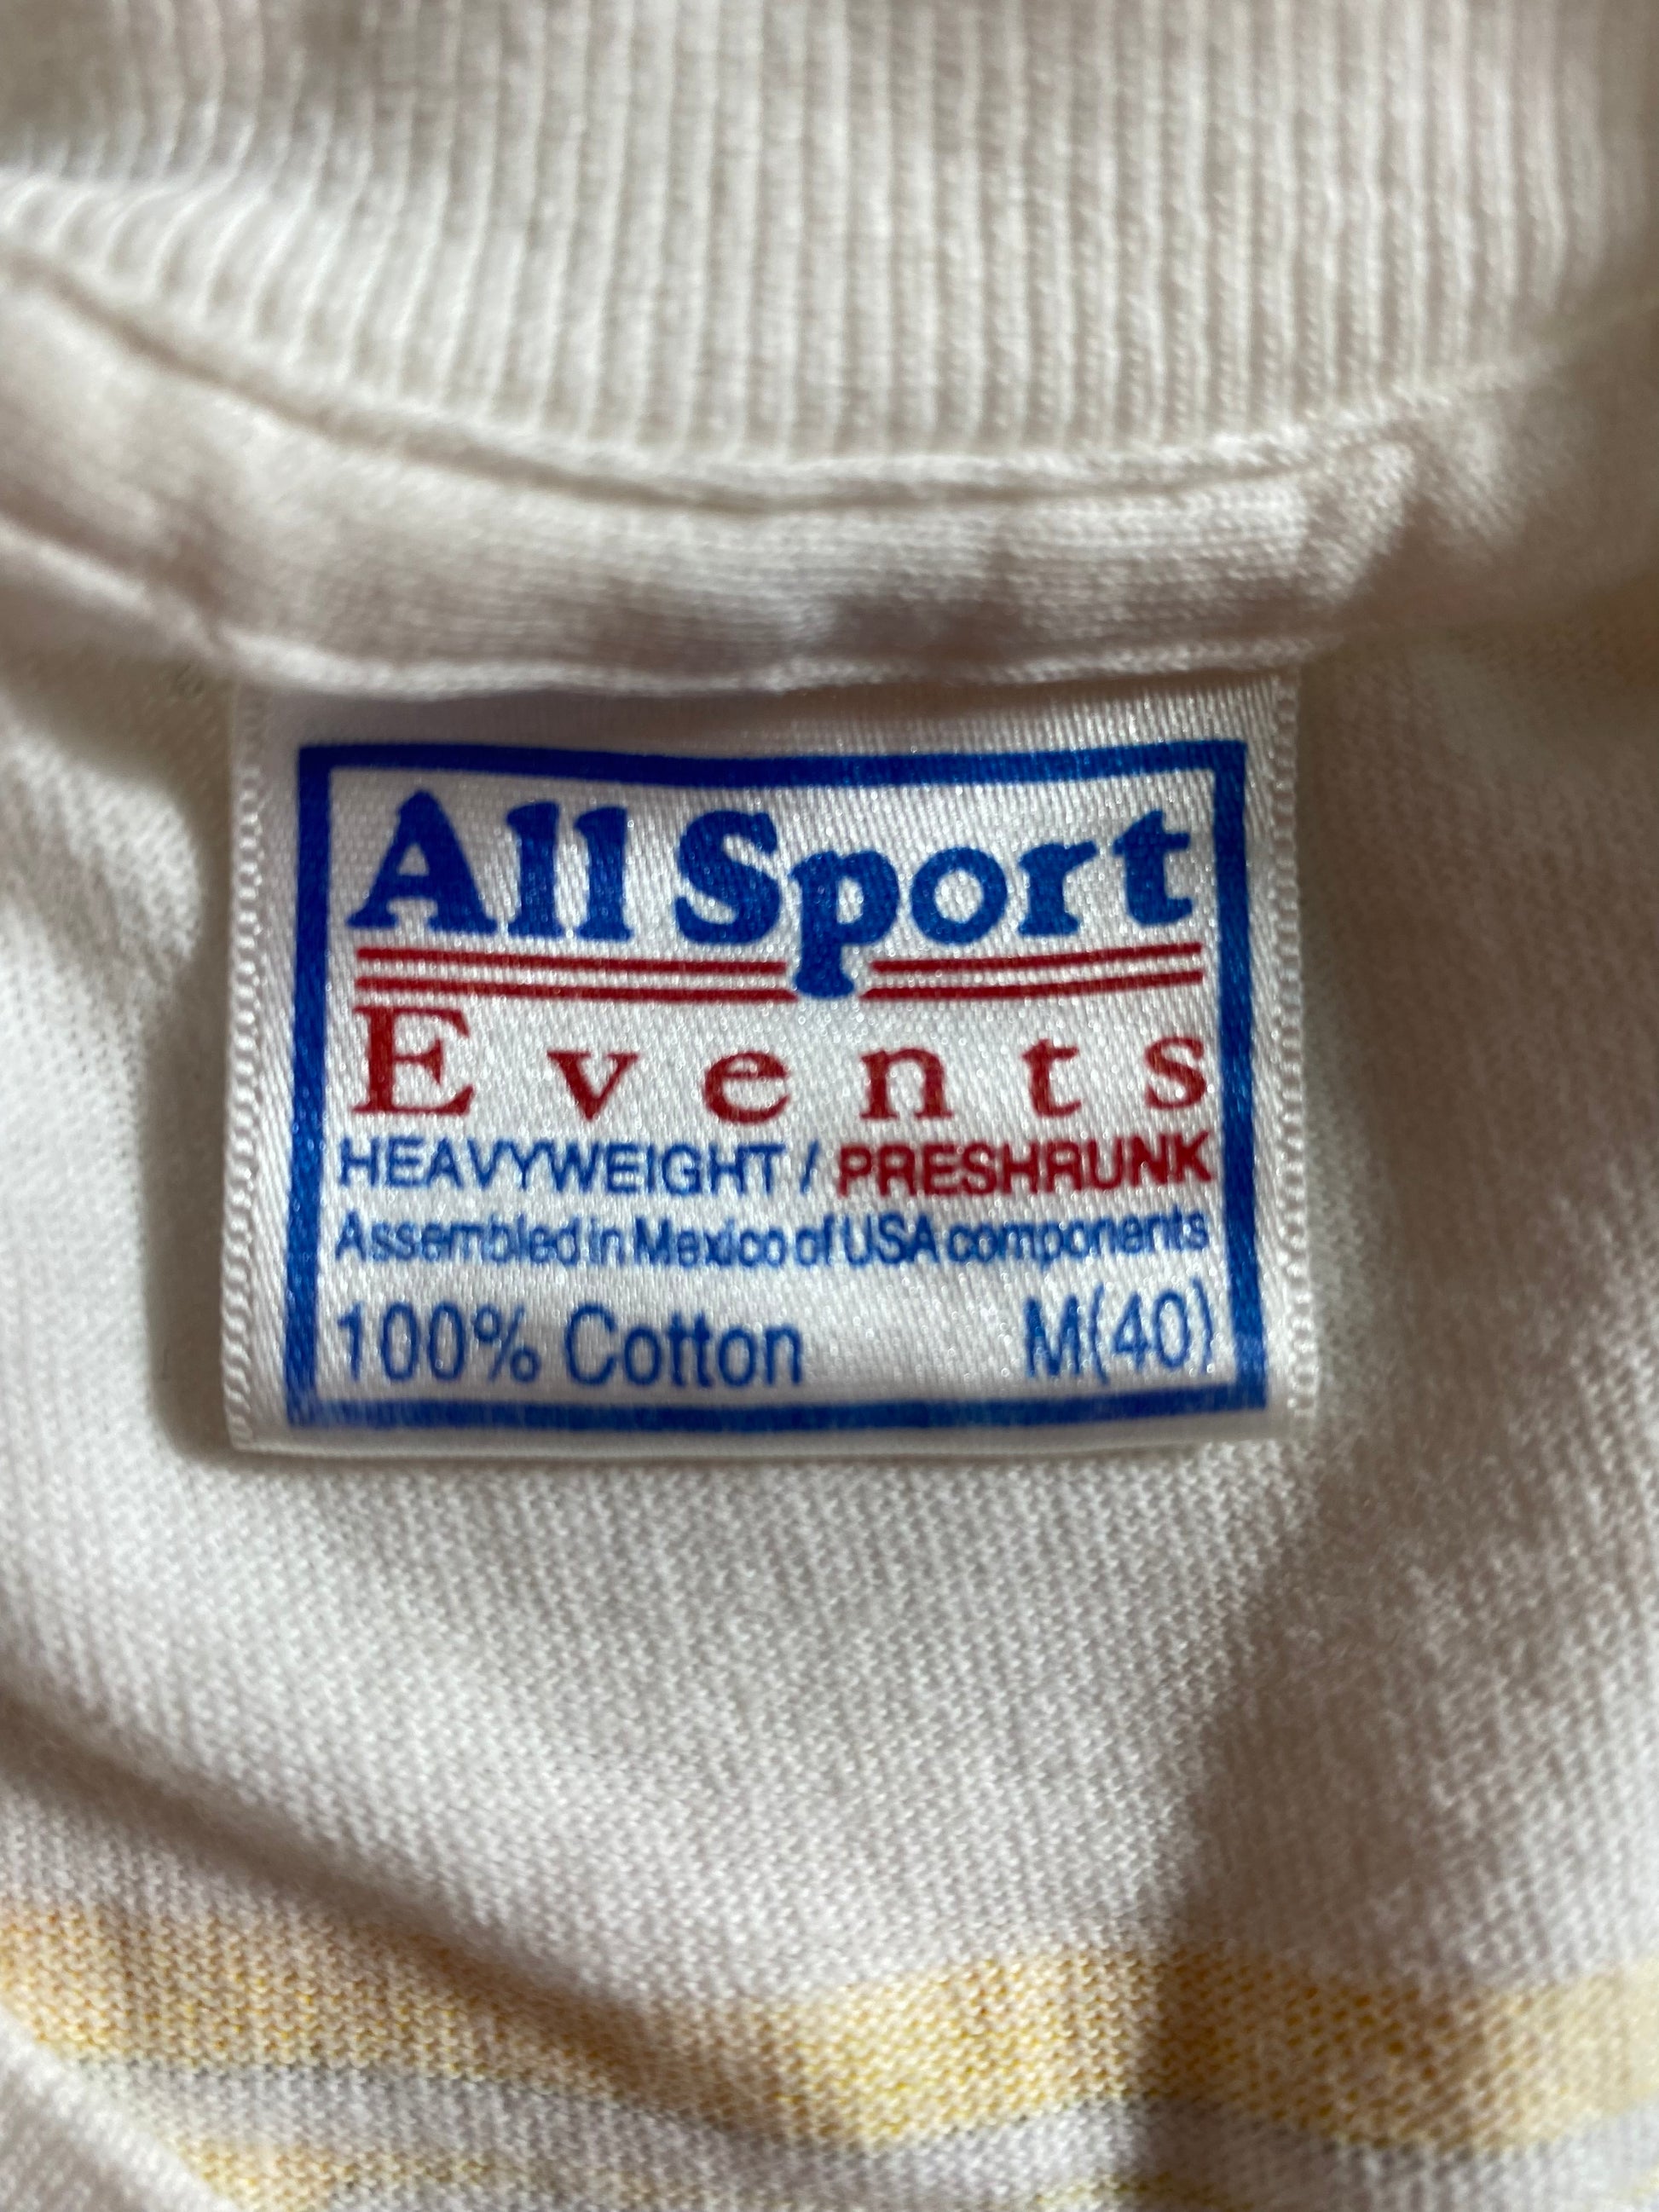 All Sport
Events
HEAVYWEIGHT / PRESHRUNK
Assembled in Mexico of USA components
100% Cotton M(40)